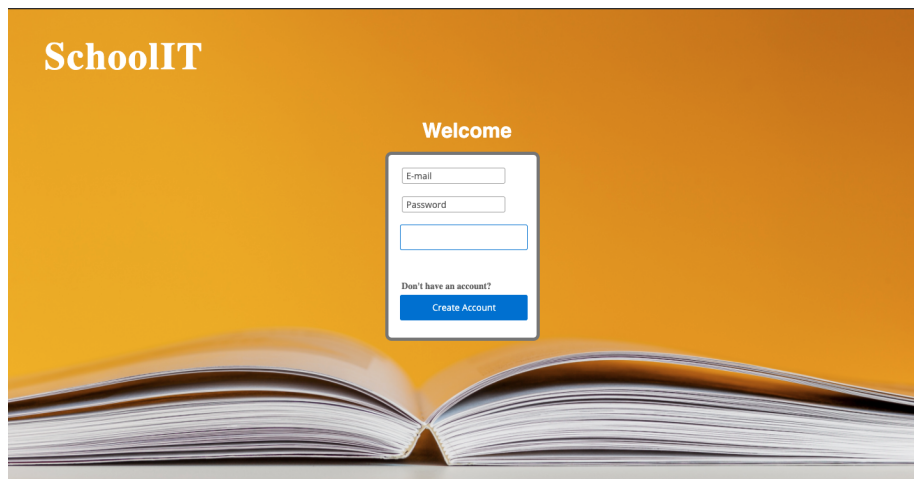 SchoolIT
Welcome
E-mail
Password
Don't have an account?
Create Account